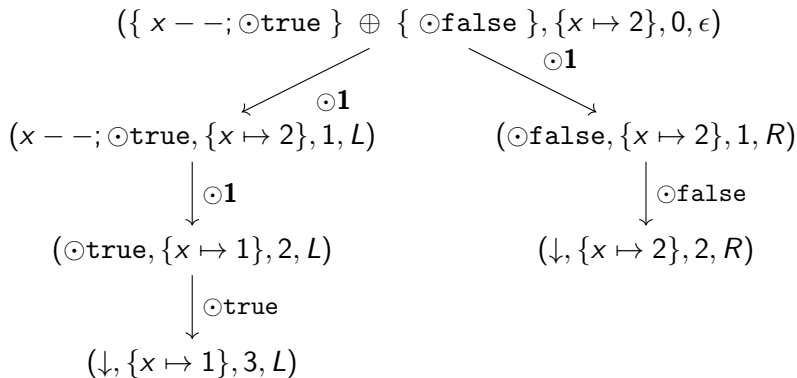 ({ x − −; ⊙true } ⊕ { ⊙false }, {x ↦ 2}, 0, ϵ)
⊙1 ⊙1
(x − −; ⊙true, {x ↦ 2}, 1, L) (⊙false, {x ↦ 2}, 1, R)
⊙1 ⊙false
(⊙true, {x ↦ 1}, 2, L) (↓, {x ↦ 2}, 2, R)
⊙true
(↓, {x ↦ 1}, 3, L)